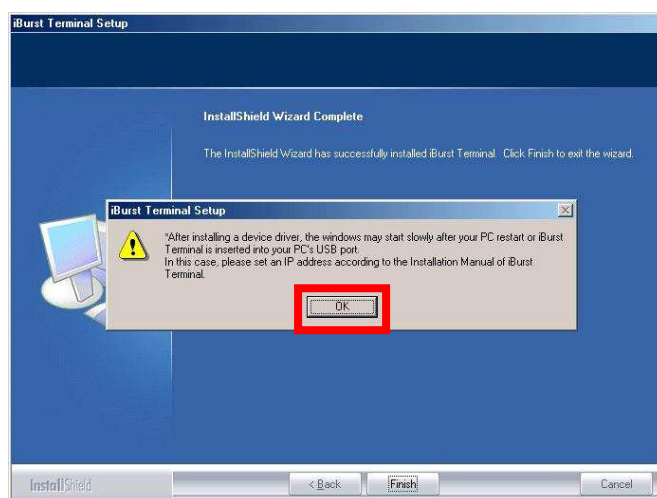 iBurst Terminal Setup
InstallShield Wizard Complete
The InstallShield Wizard has successfully installed iBurst Terminal. Click Finish to exit the wizard.
iBurst Terminal Setup
*After installing a device driver, the windows may start slowly after your PC restart or iBurst
Terminal is inserted into your PC's USB port.
In this case, please set an IP address according to the Installation Manual of iBurst
Terminal.
OK
InstallShield
< Back
Finish
Cancel